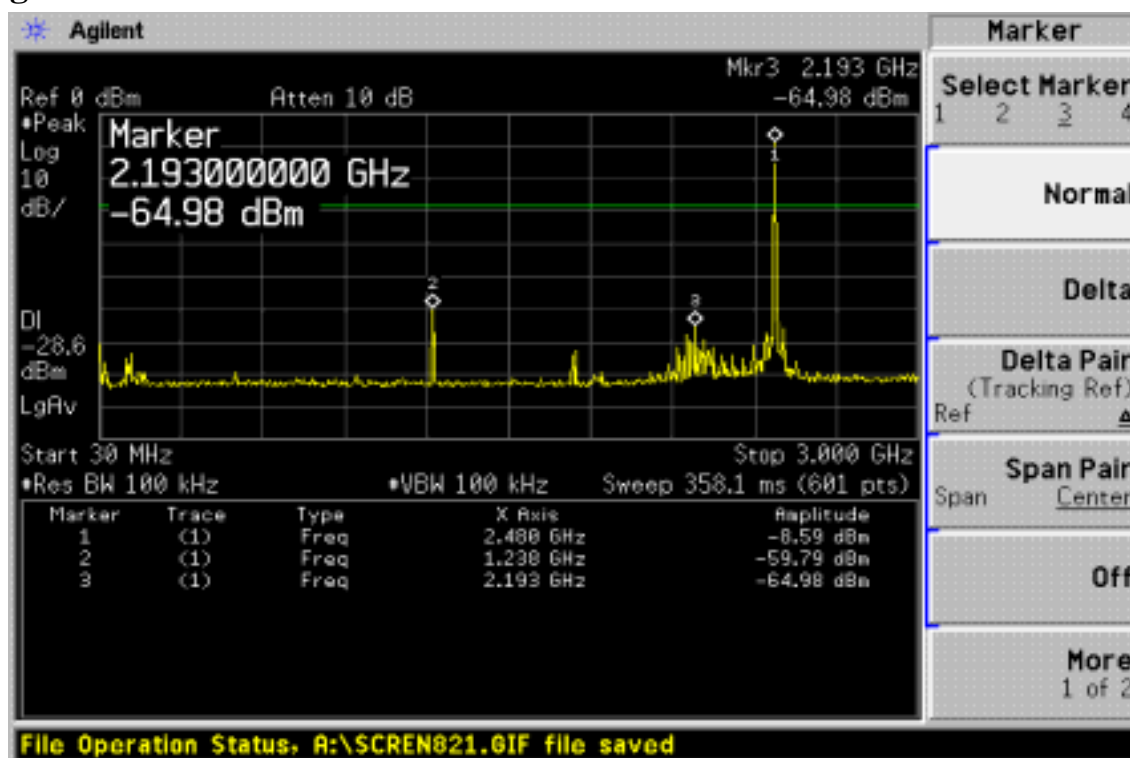 Agilent
Marker
Mkr3 2.193 GHz
Ref 0 dBm Atten 10 dB -64.98 dBm
Select Marker
1 2 3 4
Peak
Log
10
dB/
Marker
2.193000000 GHz
-64.98 dBm
1
Normal
2
3
Delta
DI
-28.6
dBm
LgAv
Delta Pair
(Tracking Ref)
Ref Δ
Start 30 MHz Stop 3.000 GHz
Res BW 100 kHz VBW 100 kHz Sweep 358.1 ms (601 pts)
Span Pair
Span Center
Marker Trace Type X Axis Amplitude
1 (1) Freq 2.480 GHz -8.59 dBm
2 (1) Freq 1.238 GHz -59.79 dBm
3 (1) Freq 2.193 GHz -64.98 dBm
Off
More
1 of 2
File Operation Status, A:\SCREN821.GIF file saved